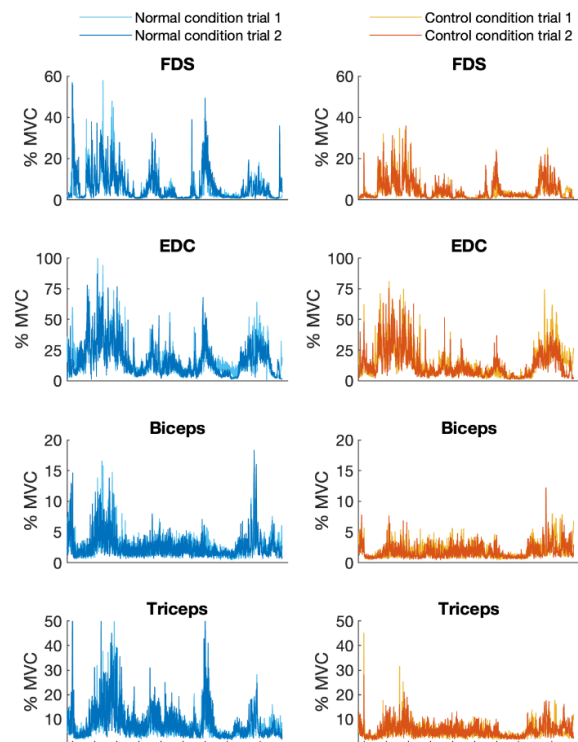 Normal condition trial 1
Normal condition trial 2
Control condition trial 1
Control condition trial 2
FDS
FDS
% MVC
60
40
20
0
% MVC
60
40
20
0
EDC
EDC
% MVC
100
75
50
25
0
% MVC
100
75
50
25
0
Biceps
Biceps
% MVC
20
15
10
5
0
% MVC
20
15
10
5
0
Triceps
Triceps
% MVC
50
40
30
20
10
% MVC
50
40
30
20
10